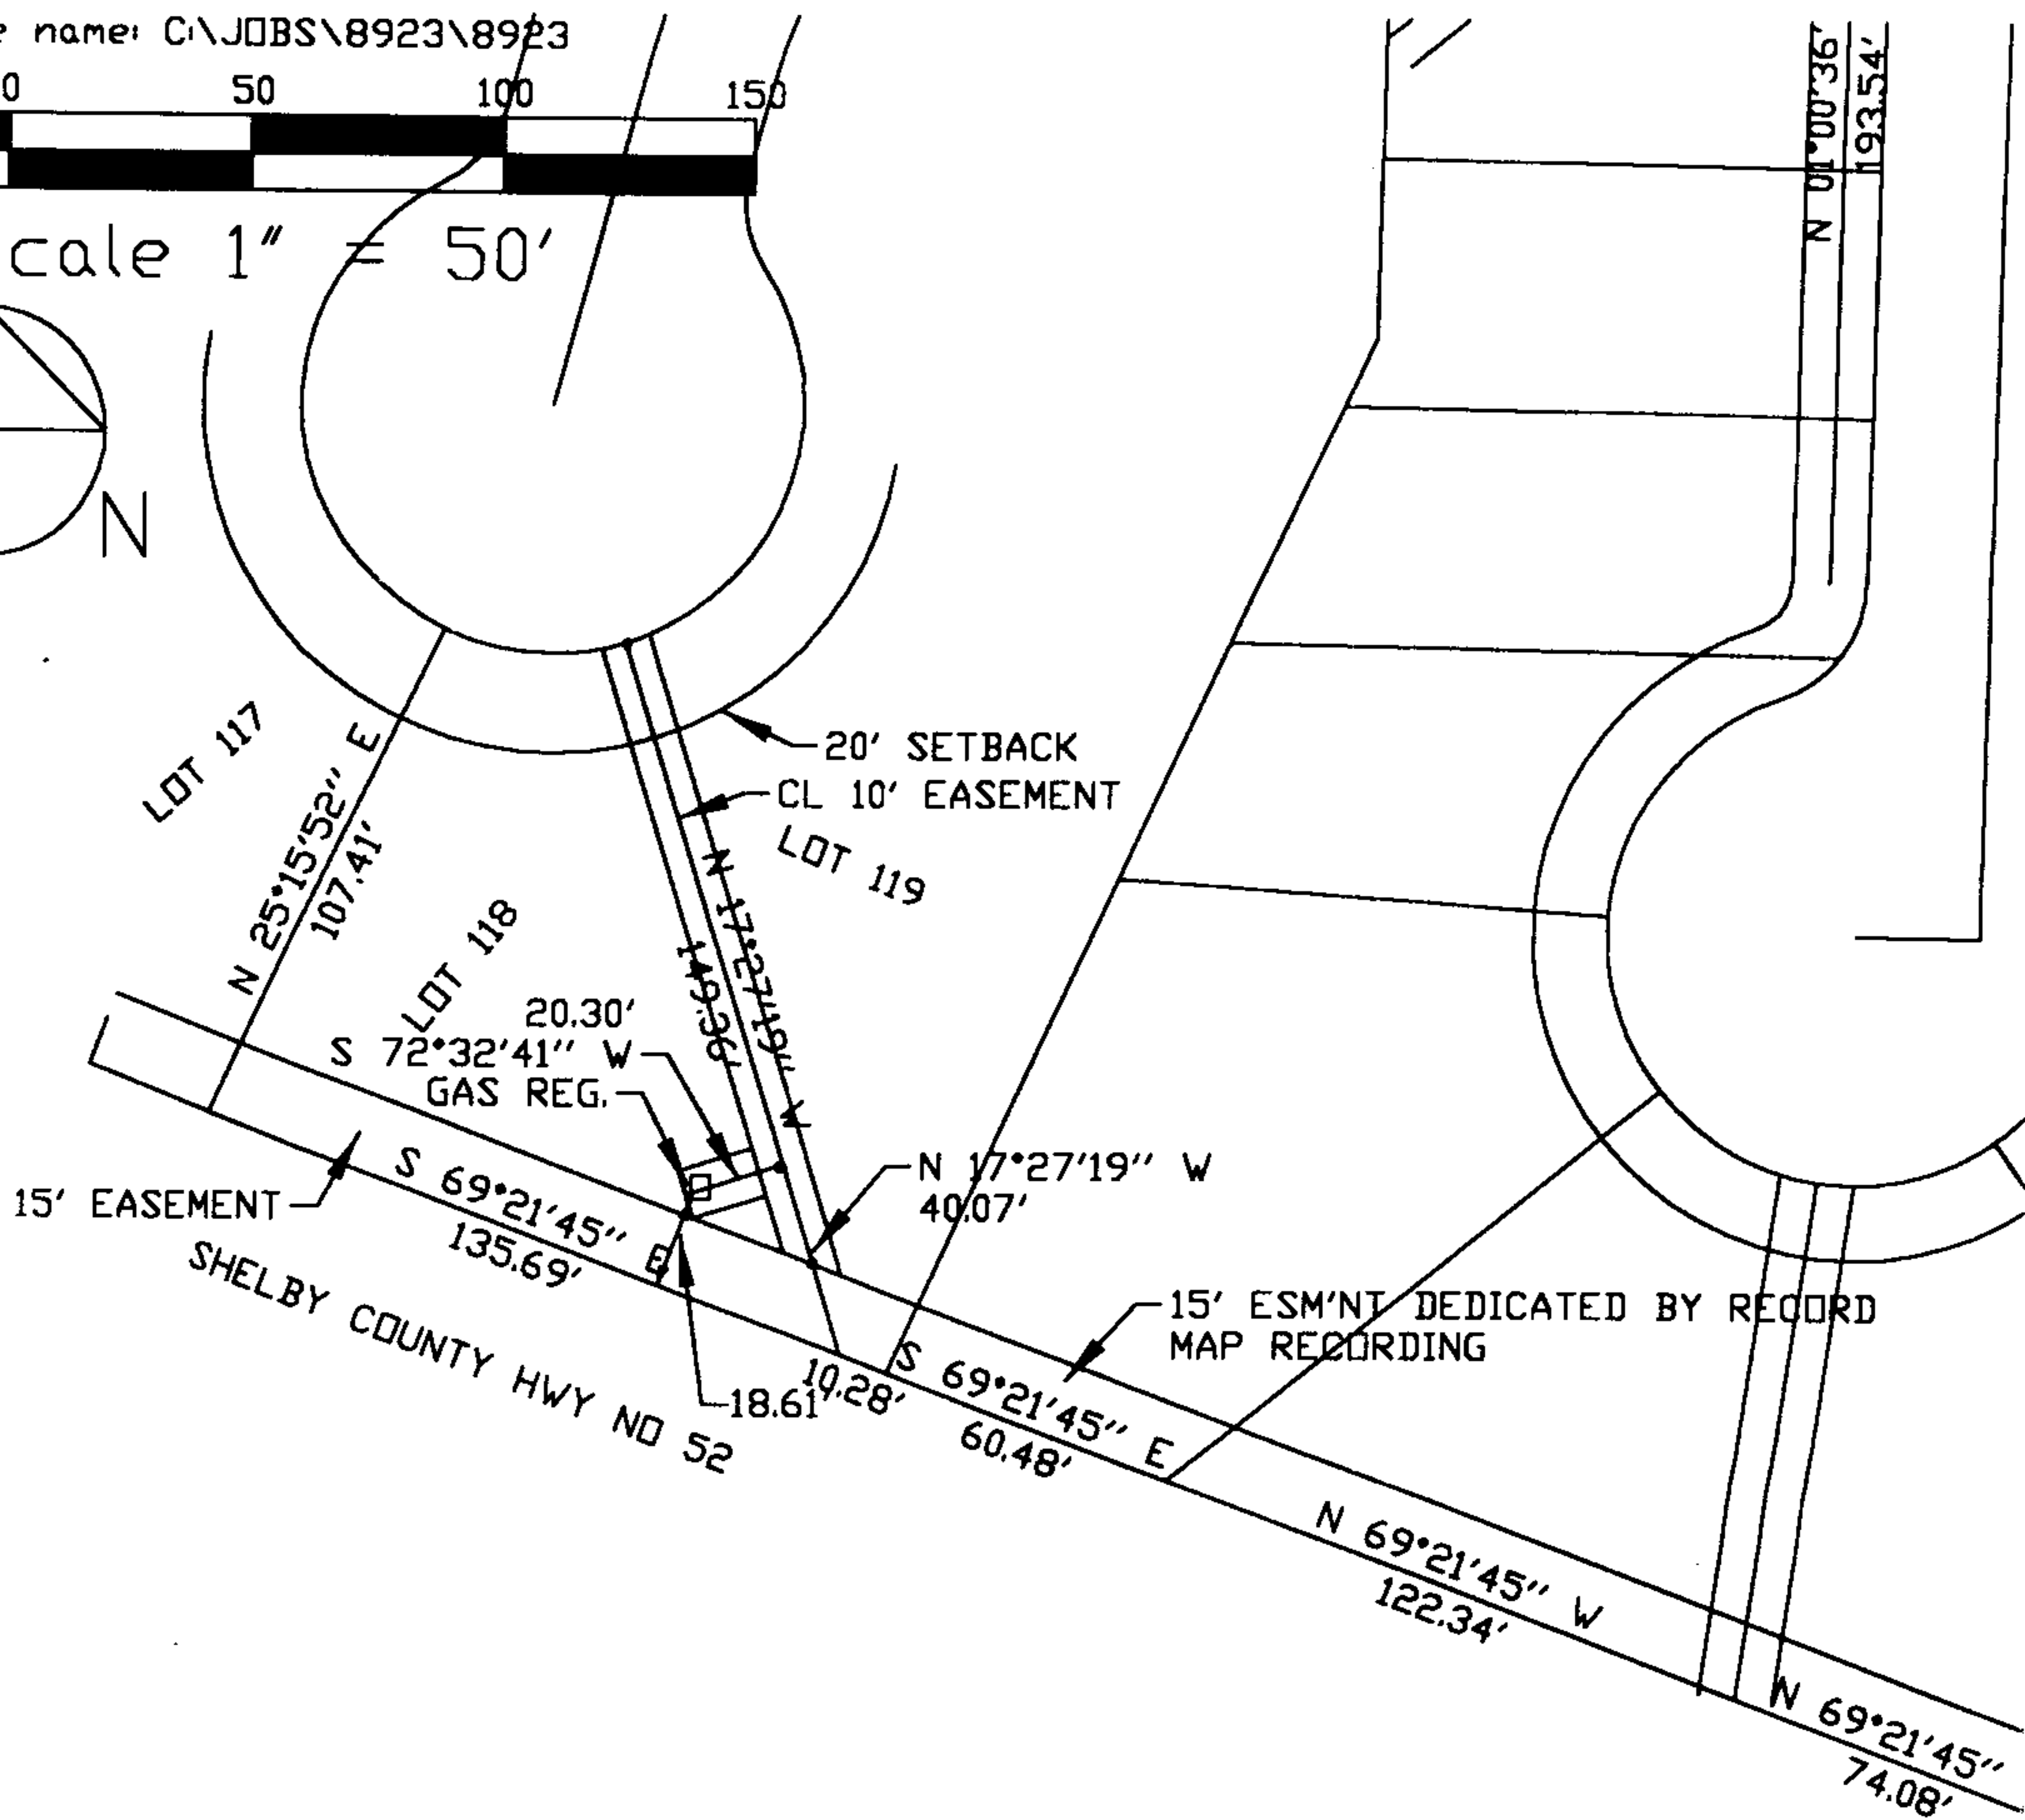 e name: C:\JOBS\8923\8923
0 50 100 150
cale 1" = 50'
N
N 01°00'36"
193.54'
LOT 117
N 25°15'52" E
107.41'
20' SETBACK
CL 10' EASEMENT
LOT 119
LOT 118
N 17°27'19" W
149.36'
20.30'
S 72°32'41" W
GAS REG.
15' EASEMENT
S 69°21'45" E
135.69'
N 17°27'19" W
40.07'
SHELBY COUNTY HWY NO 52
18.61'
10.28'
15' ESM'NT DEDICATED BY RECORD
MAP RECORDING
S 69°21'45" E
60.48'
N 69°21'45" W
122.34'
N 69°21'45"
74.08'